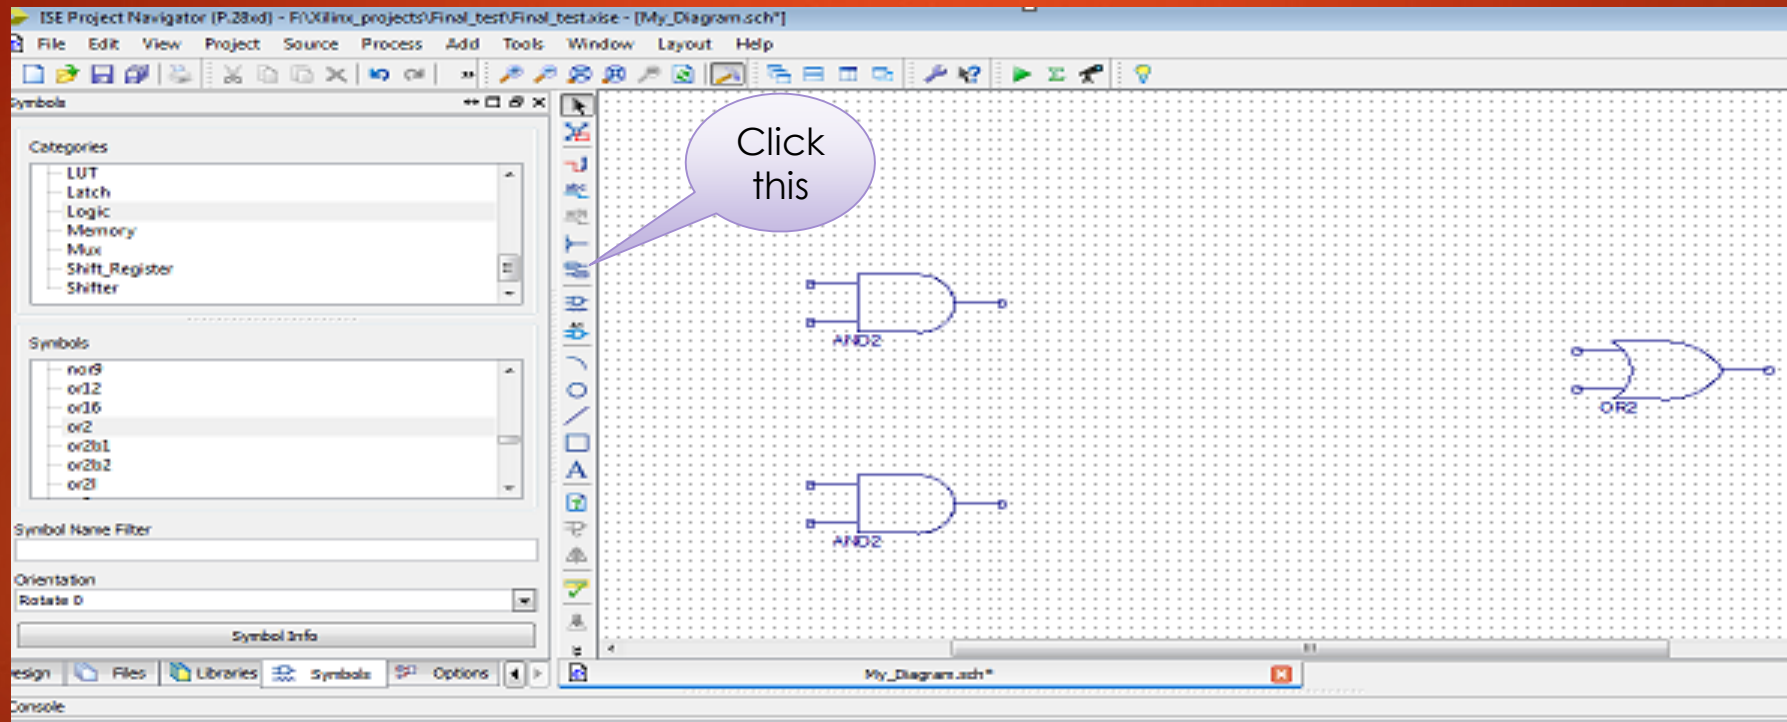 ISE Project Navigator (P.28xd) - F:\Xilinx_projects\Final_test\Final_test.xise - [My_Diagram.sch*]
File Edit View Project Source Process Add Tools Window Layout Help
Symbols
Categories
LUT
Latch
Logic
Memory
Mux
Shift_Register
Shifter
Symbols
nor9
or12
or16
or2
or2b1
or2b2
or2l
Symbol Name Filter
Orientation
Rotate 0
Symbol Info
esign Files Libraries Symbols Options
Click
this
AND2
OR2
AND2
My_Diagram.sch*
Console